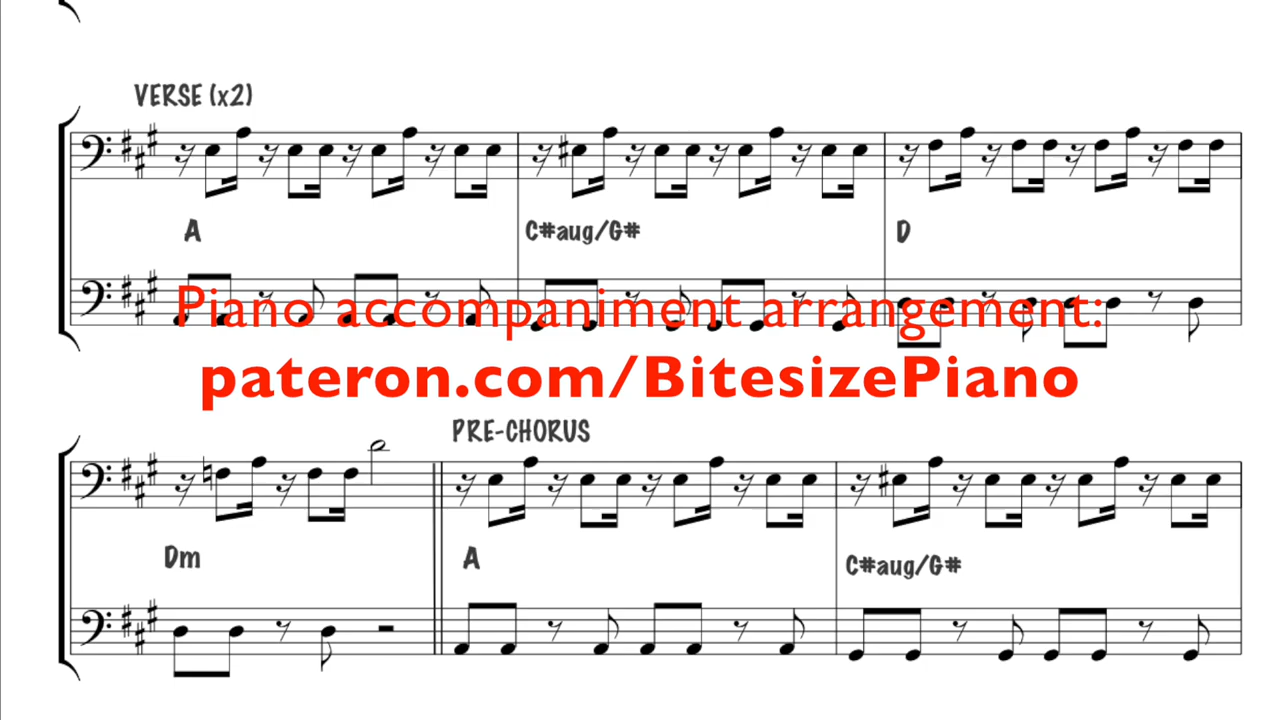 VERSE (x2)
A C#aug/G# D
Piano accompaniment arrangement:
pateron.com/BitesizePiano
PRE-CHORUS
Dm A C#aug/G#